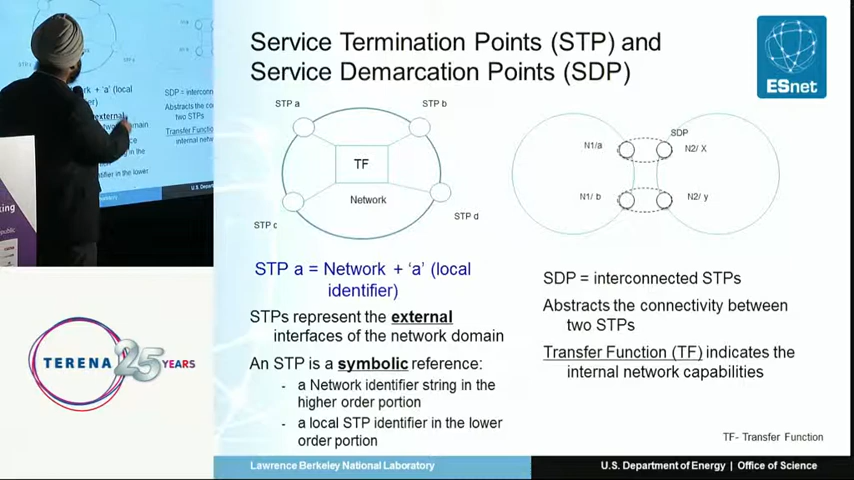 Service Termination Points (STP) and
Service Demarcation Points (SDP)
ESnet
STP a
STP b
TF
Network
STP c
STP d
SDP
N1/a
N2/ X
N1/ b
N2/ y
STP a = Network + ‘a’ (local
identifier)
STPs represent the external
interfaces of the network domain
An STP is a symbolic reference:
- a Network identifier string in the
higher order portion
- a local STP identifier in the lower
order portion
SDP = interconnected STPs
Abstracts the connectivity between
two STPs
Transfer Function (TF) indicates the
internal network capabilities
TF- Transfer Function
Lawrence Berkeley National Laboratory
U.S. Department of Energy | Office of Science
TERENA 25 YEARS